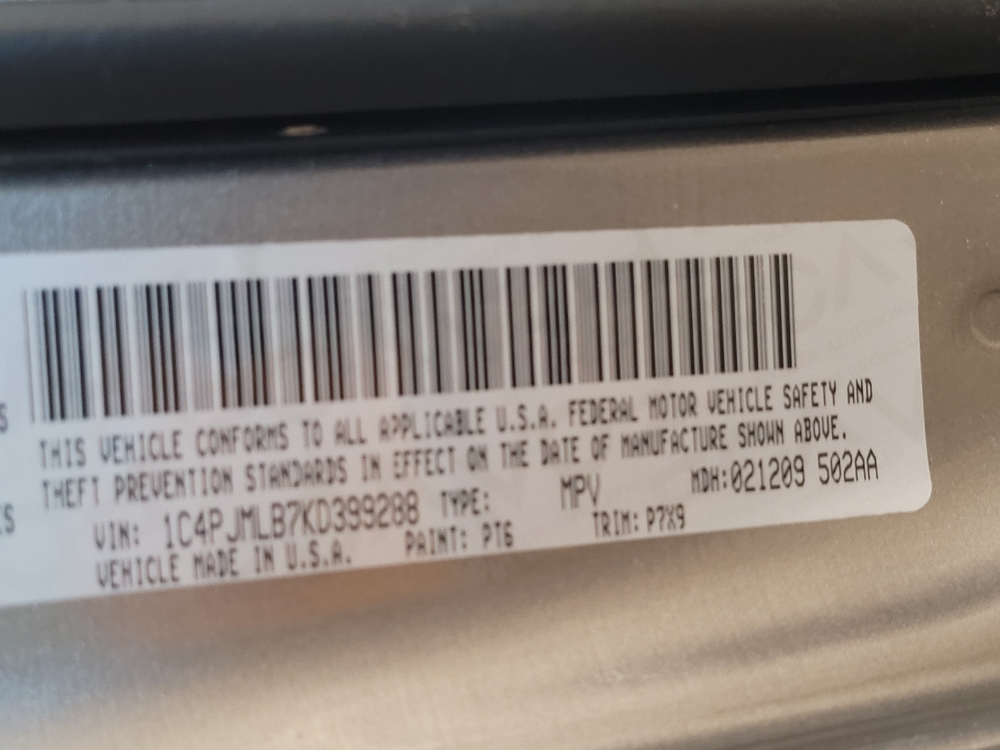 THIS VEHICLE CONFORMS TO ALL APPLICABLE U.S.A. FEDERAL MOTOR VEHICLE SAFETY AND
THEFT PREVENTION STANDARDS IN EFFECT ON THE DATE OF MANUFACTURE SHOWN ABOVE.
VIN: 1C4PJMLB7KD399288 TYPE: MPV MDH:021209 502AA
VEHICLE MADE IN U.S.A. PAINT: PT6 TRIM: P7X9